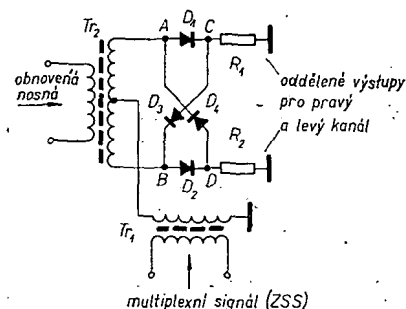 Tr2
A
D1
C
R1
obnovená
nosná
D3
D4
oddělené výstupy
pro pravý
a levý kanál
R2
B
D2
D
Tr1
multiplexní signál (ZSS)